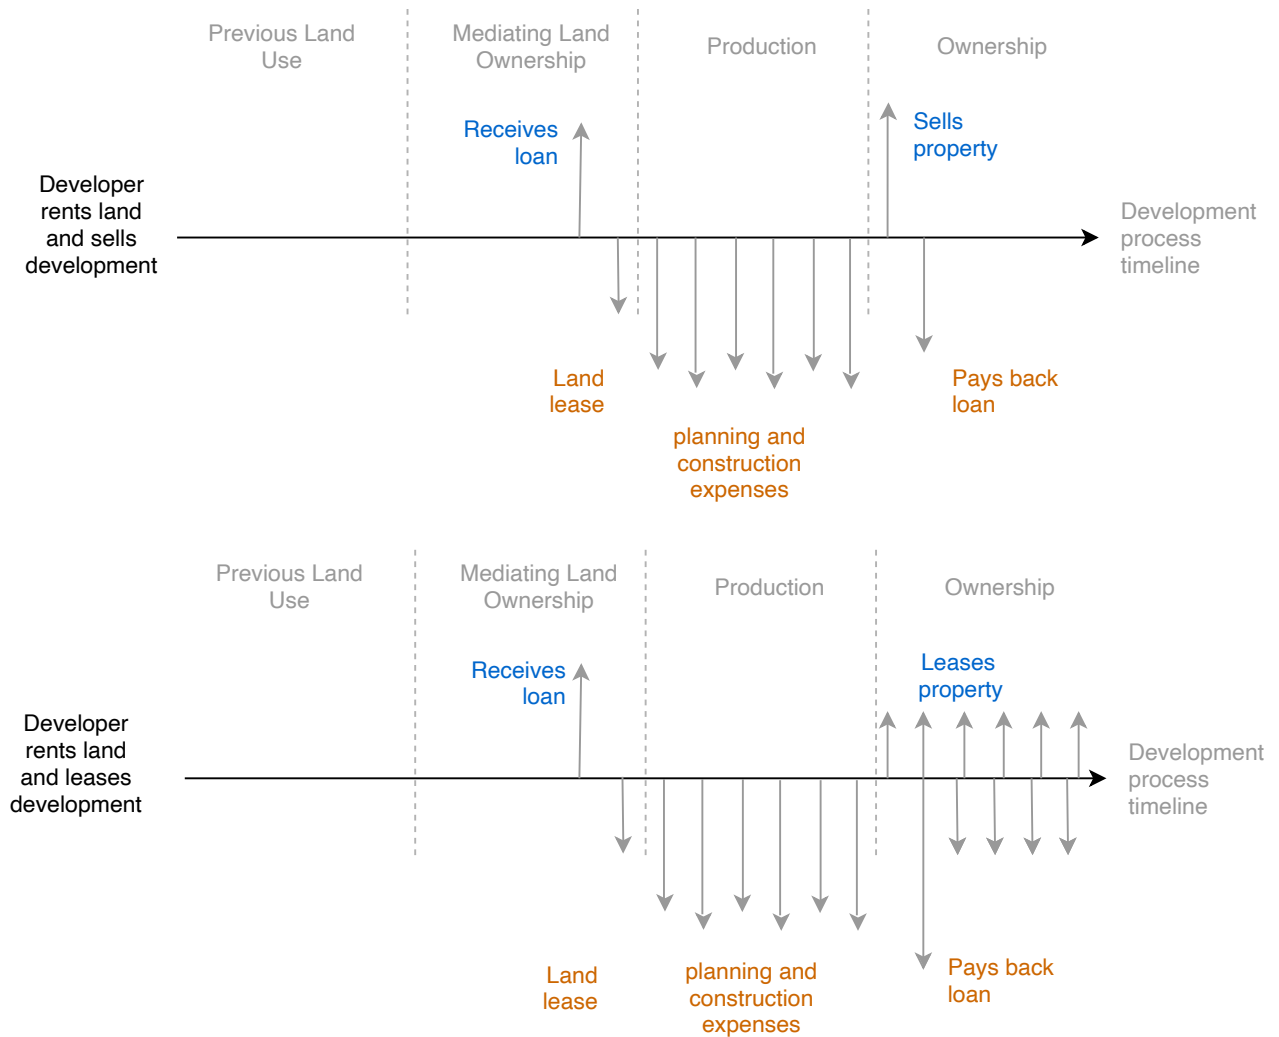 Previous Land
Use
Mediating Land
Ownership
Production
Ownership
Receives
loan
Sells
property
Developer
rents land
and sells
development
Development
process
timeline
Land
lease
Pays back
loan
planning and
construction
expenses
Previous Land
Use
Mediating Land
Ownership
Production
Ownership
Receives
loan
Leases
property
Developer
rents land
and leases
development
Development
process
timeline
Land
lease
planning and
construction
expenses
Pays back
loan